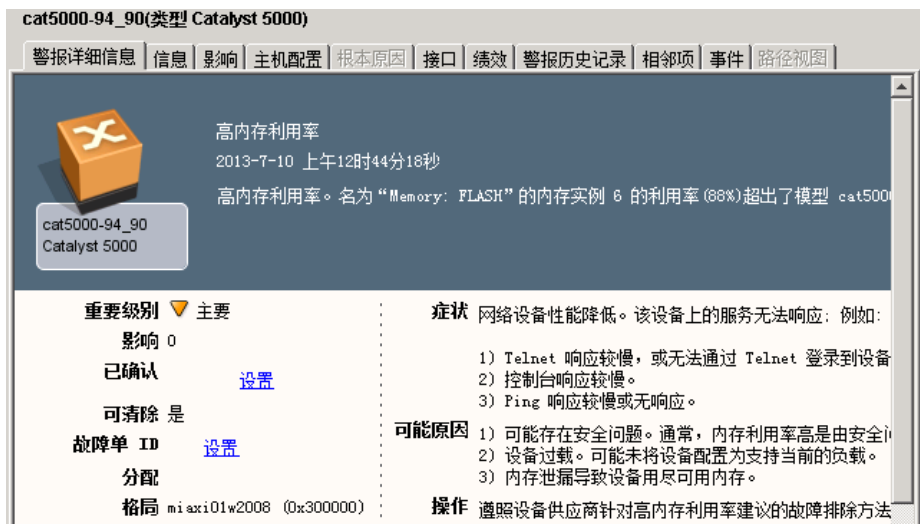 cat5000-94_90(类型 Catalyst 5000)
警报详细信息 信息 影响 主机配置 根本原因 接口 绩效 警报历史记录 相邻项 事件 路径视图
高内存利用率
2013-7-10 上午12时44分18秒
高内存利用率。名为“Memory: FLASH”的内存实例 6 的利用率(88%)超出了模型 cat500
cat5000-94_90
Catalyst 5000
重要级别 主要
影响 0
已确认 设置
可清除 是
故障单 ID 设置
分配
格局 miaxi01w2008 (0x300000)
症状 网络设备性能降低。该设备上的服务无法响应; 例如:
1) Telnet 响应较慢，或无法通过 Telnet 登录到设备
2) 控制台响应较慢。
3) Ping 响应较慢或无响应。
可能原因 1) 可能存在安全问题。通常，内存利用率高是由安全问
2) 设备过载。可能未将设备配置为支持当前的负载。
3) 内存泄漏导致设备用尽可用内存。
操作 遵照设备供应商针对高内存利用率建议的故障排除方法